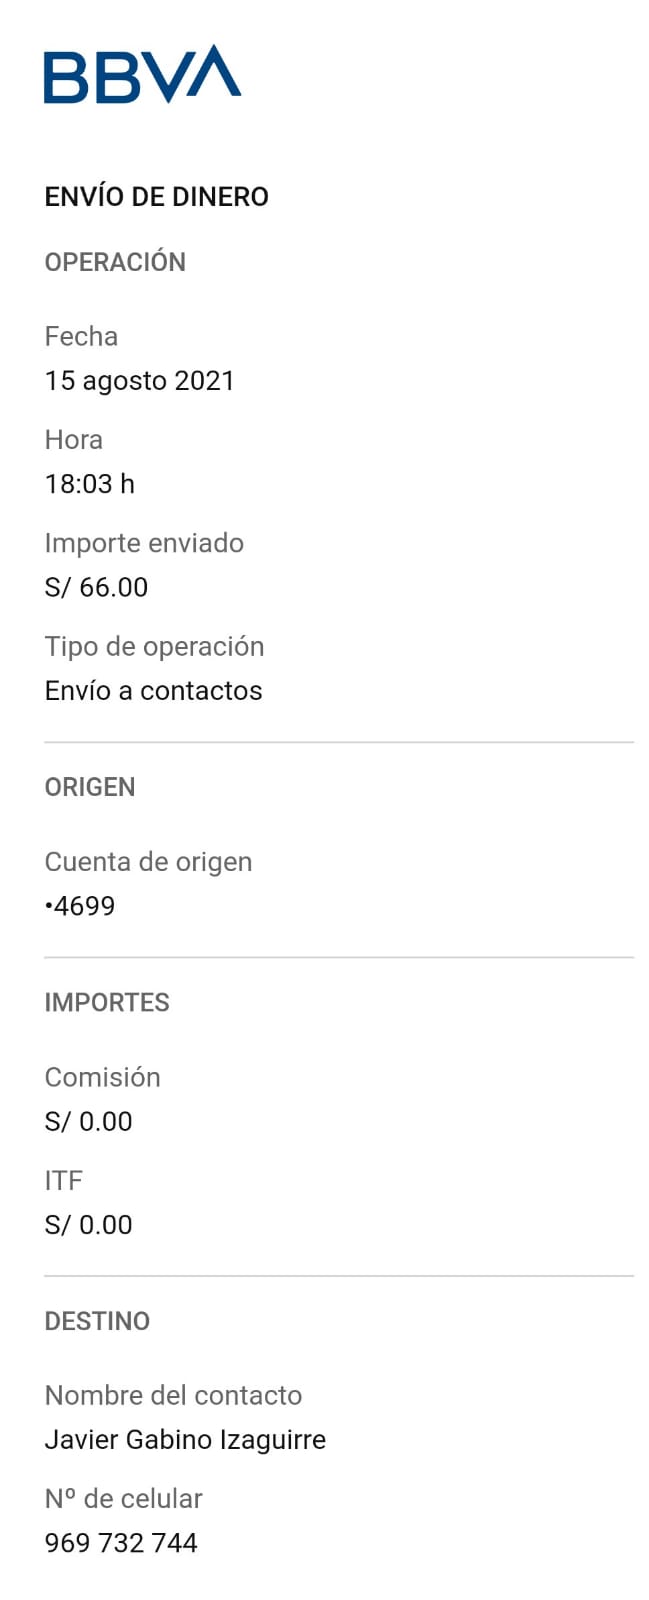 BBVA
ENVÍO DE DINERO
OPERACIÓN
Fecha
15 agosto 2021
Hora
18:03 h
Importe enviado
S/ 66.00
Tipo de operación
Envío a contactos
ORIGEN
Cuenta de origen
•4699
IMPORTES
Comisión
S/ 0.00
ITF
S/ 0.00
DESTINO
Nombre del contacto
Javier Gabino Izaguirre
Nº de celular
969 732 744